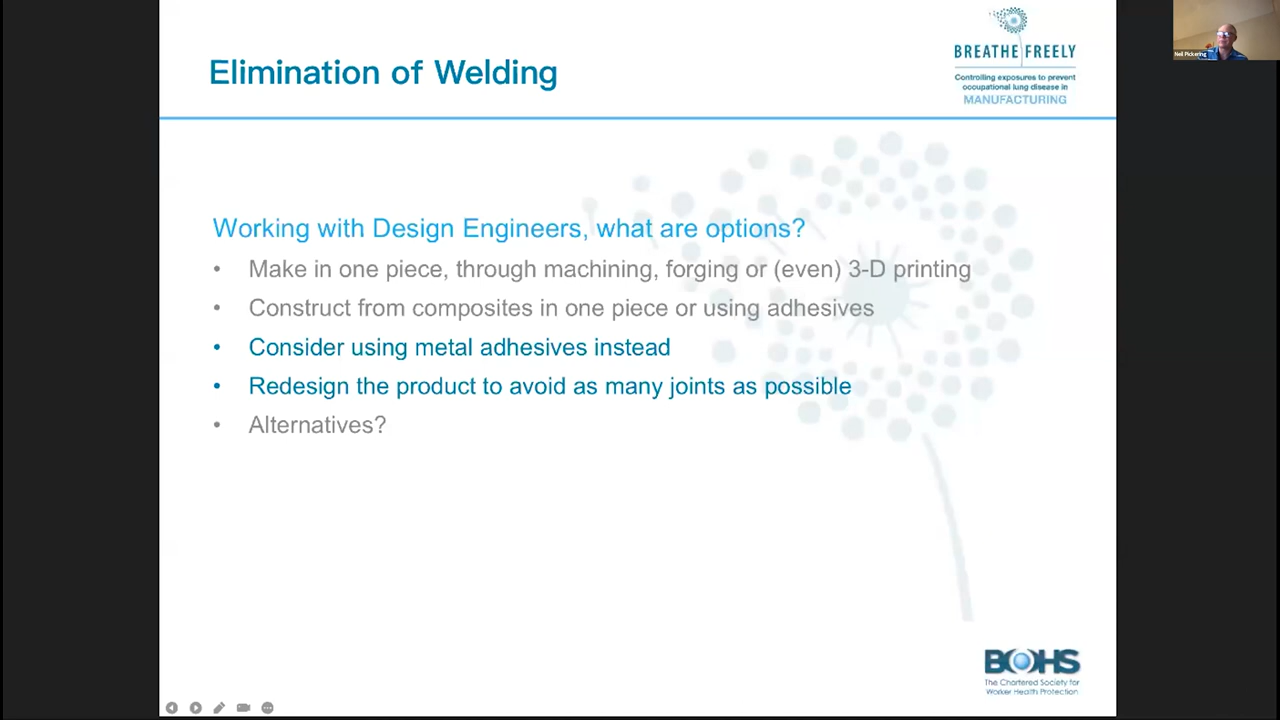 Elimination of Welding
BREATHE FREELY
Controlling exposures to prevent
occupational lung disease in
MANUFACTURING
Neil Pickering
Working with Design Engineers, what are options?
• Make in one piece, through machining, forging or (even) 3-D printing
• Construct from composites in one piece or using adhesives
• Consider using metal adhesives instead
• Redesign the product to avoid as many joints as possible
• Alternatives?
BOHS
The Chartered Society for
Worker Health Protection